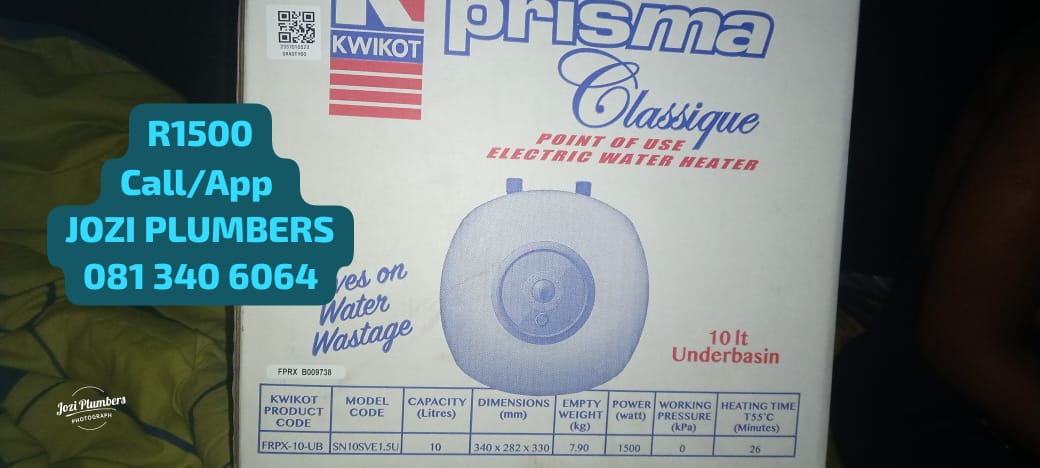 2357010523
KWIKOT
prisma
Classique
POINT OF USE
ELECTRIC WATER HEATER
R1500
Call/App
JOZI PLUMBERS
081 340 6064
on
Water
Wastage
10 lt
Underbasin
FPRX B009738
Jozi Plumbers
PHOTOGRAPH
KWIKOT PRODUCT CODE MODEL CODE CAPACITY (Litres) DIMENSIONS (mm) EMPTY WEIGHT (kg) POWER (watt) WORKING PRESSURE (kPa) HEATING TIME T55°C (Minutes)
FRPX-10-UB SN10SVE1.5U 10 340 x 282 x 330 7.90 1500 0 26